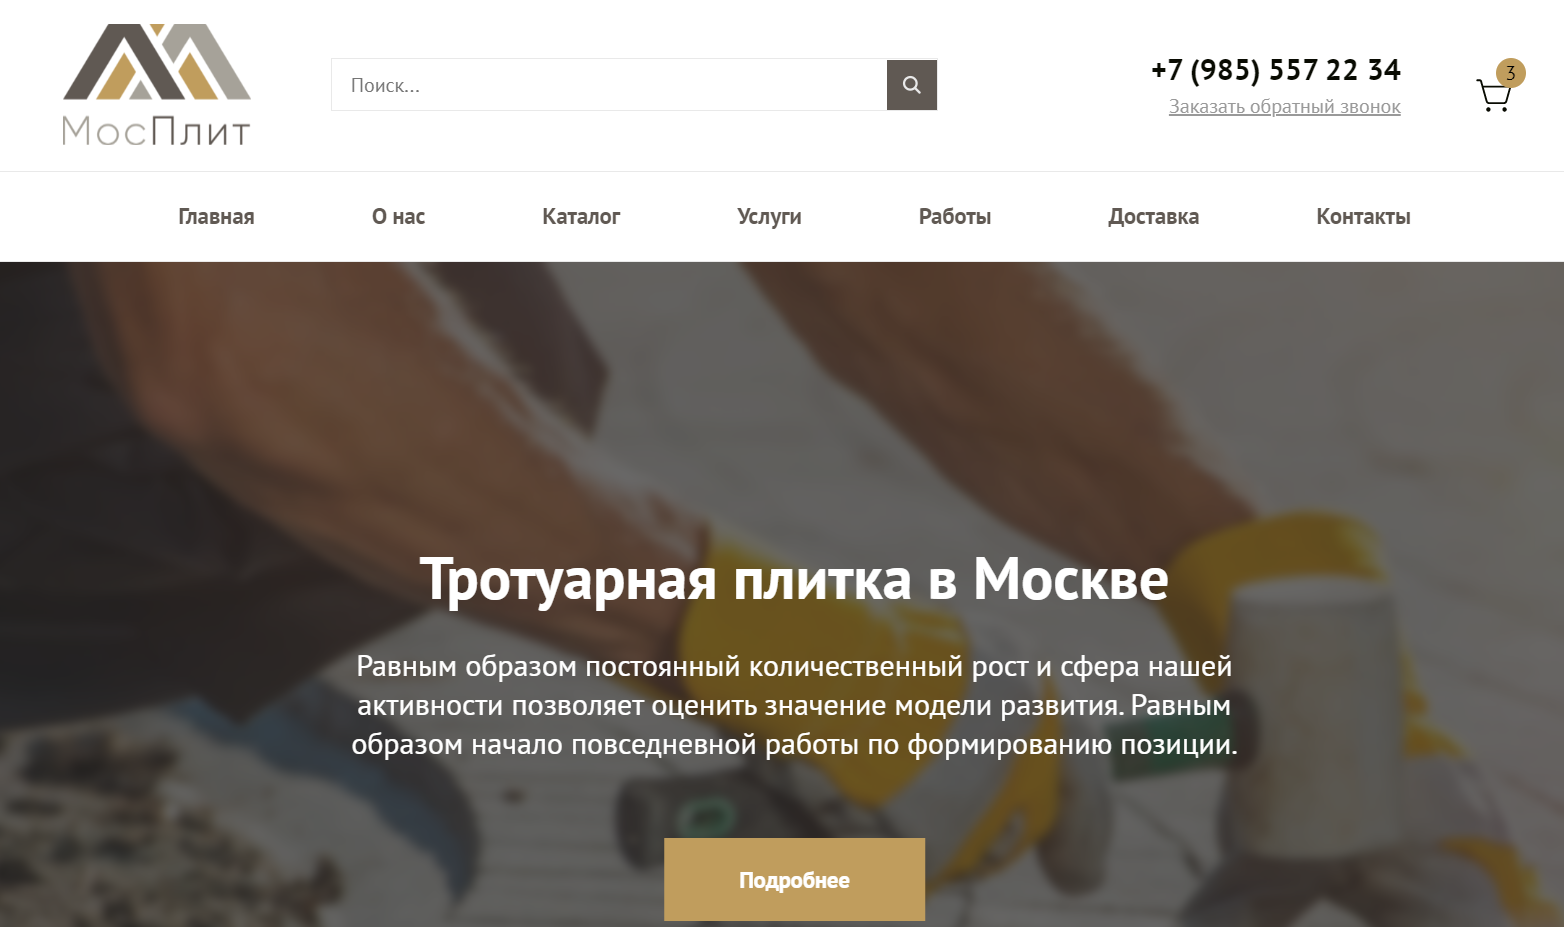 МосПлит
Поиск...
+7 (985) 557 22 34
Заказать обратный звонок
3
Главная
О нас
Каталог
Услуги
Работы
Доставка
Контакты
Тротуарная плитка в Москве
Равным образом постоянный количественный рост и сфера нашей
активности позволяет оценить значение модели развития. Равным
образом начало повседневной работы по формированию позиции.
Подробнее